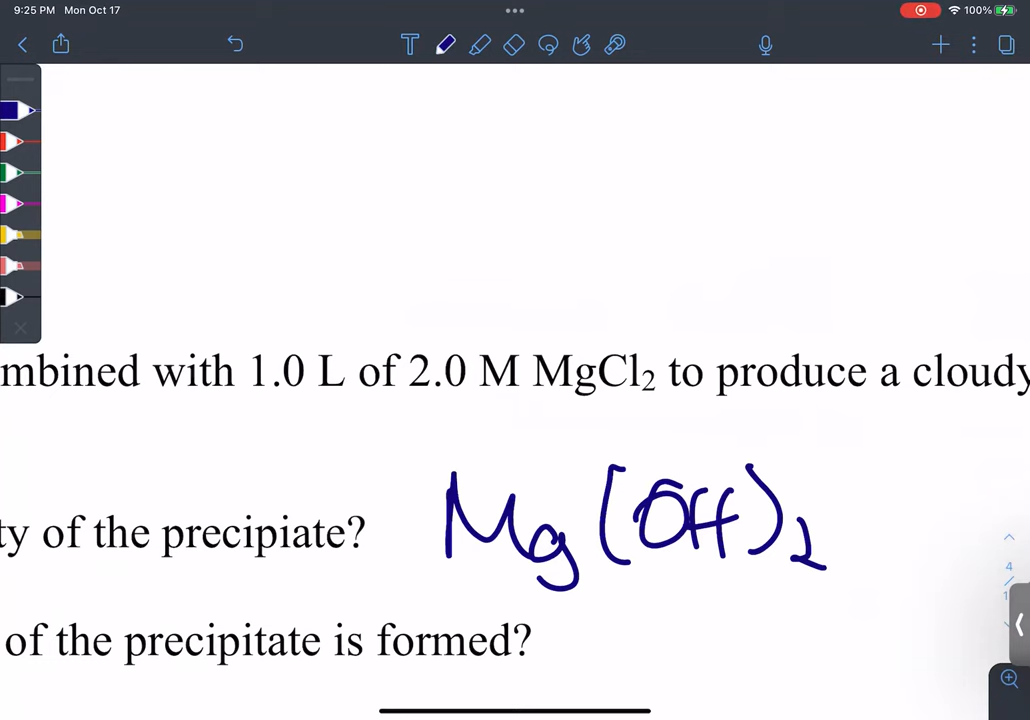 9:25 PM Mon Oct 17
100%
T
mbined with 1.0 L of 2.0 M MgCl₂ to produce a cloudy
ty of the precipiate? Mg(OH)₂
4
/
1
of the precipitate is formed?